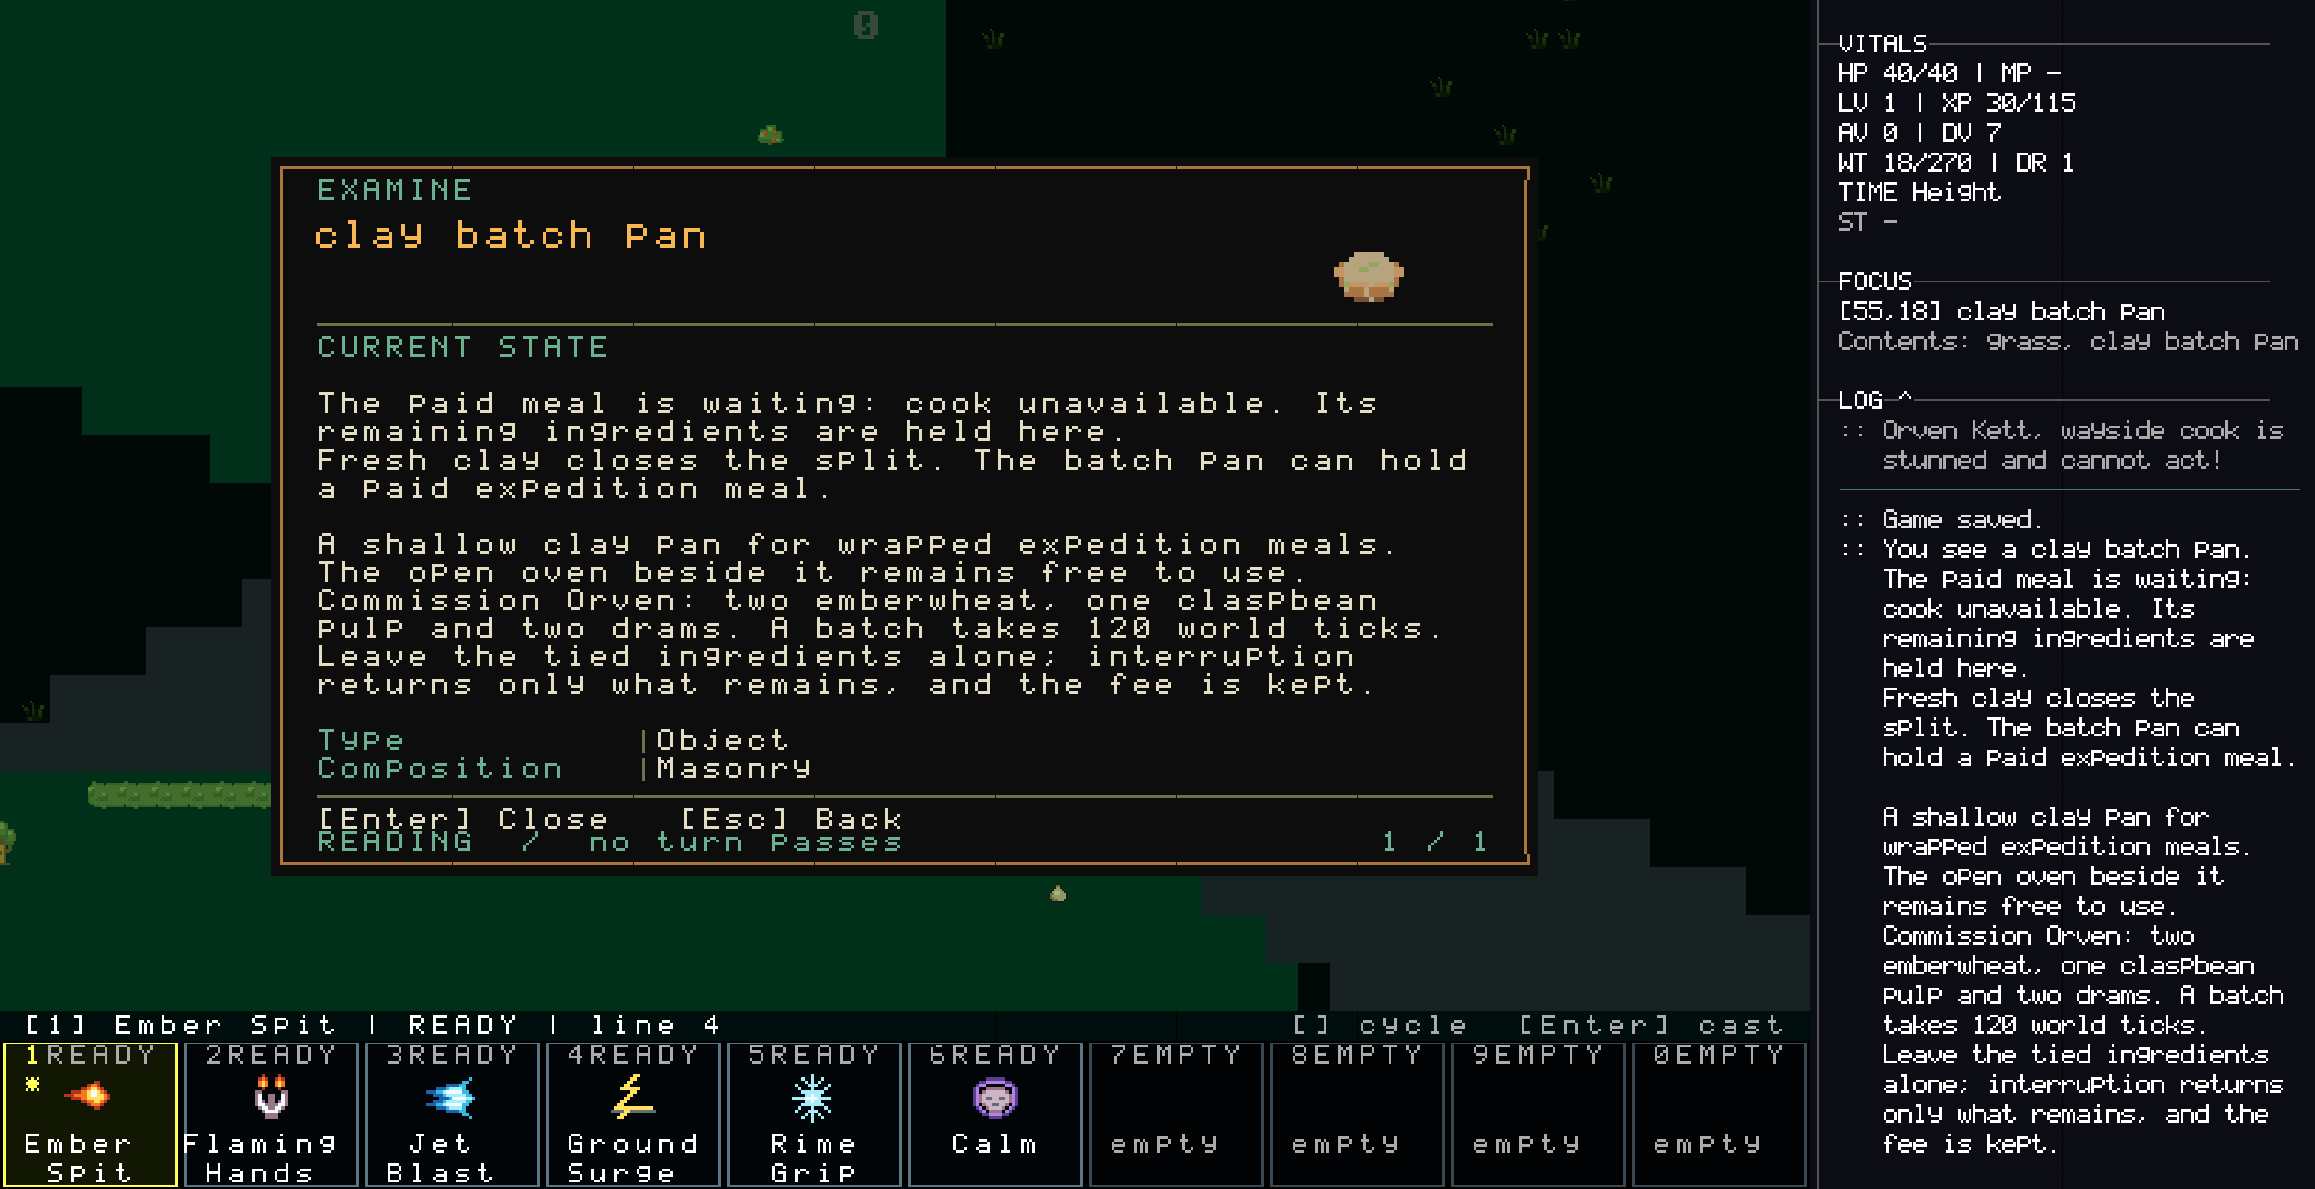 EXAMINE
clay batch pan
CURRENT STATE
The paid meal is waiting: cook unavailable. Its
remaining ingredients are held here.
Fresh clay closes the split. The batch pan can hold
a paid expedition meal.
A shallow clay pan for wrapped expedition meals.
The open oven beside it remains free to use.
Commission Orven: two emberwheat, one claspbean
pulp and two drams. A batch takes 120 world ticks.
Leave the tied ingredients alone; interruption
returns only what remains, and the fee is kept.
Type |Object
Composition |Masonry
[Enter] Close [Esc] Back
READING / no turn passes 1 / 1
[1] Ember Spit | READY | line 4 [] cycle [Enter] cast
1READY 2READY 3READY 4READY 5READY 6READY 7EMPTY 8EMPTY 9EMPTY 0EMPTY
Ember Spit
Flaming Hands
Jet Blast
Ground Surge
Rime Grip
Calm
empty
empty
empty
empty
VITALS
HP 40/40 | MP -
LV 1 | XP 30/115
AV 0 | DV 7
WT 18/270 | DR 1
TIME Height
ST -
FOCUS
[55,18] clay batch pan
Contents: grass, clay batch pan
LOG ^
:: Orven Kett, wayside cook is
stunned and cannot act!
:: Game saved.
:: You see a clay batch pan.
The paid meal is waiting:
cook unavailable. Its
remaining ingredients are
held here.
Fresh clay closes the
split. The batch pan can
hold a paid expedition meal.
A shallow clay pan for
wrapped expedition meals.
The open oven beside it
remains free to use.
Commission Orven: two
emberwheat, one claspbean
pulp and two drams. A batch
takes 120 world ticks.
Leave the tied ingredients
alone; interruption returns
only what remains, and the
fee is kept.